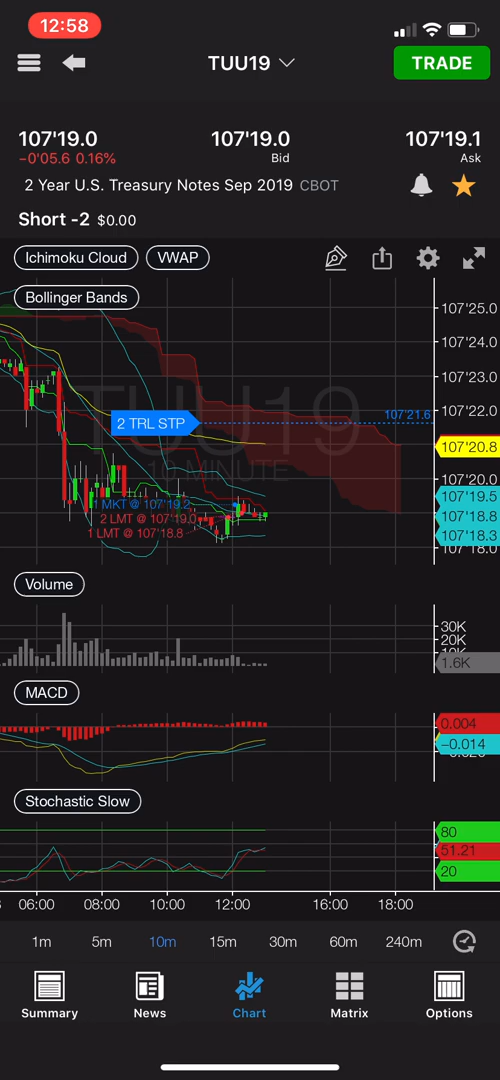 12:58
TUU19
TRADE
107'19.0 107'19.0 107'19.1
−0'05.6 0.16% Bid Ask
2 Year U.S. Treasury Notes Sep 2019 CBOT
Short -2 $0.00
Ichimoku Cloud VWAP
Bollinger Bands
107'25.0
107'24.0
107'23.0
107'22.0
107'21.6
2 TRL STP
TUU19
10 MINUTE
107'20.8
107'20.0
107'19.5
1 MKT @ 107'19.2
2 LMT @ 107'19.0
107'18.8
1 LMT @ 107'18.8
107'18.3
107'18.0
Volume
30K
20K
10K
1.6K
MACD
0.004
−0.014
Stochastic Slow
80
51.21
20
06:00 08:00 10:00 12:00 16:00 18:00
1m 5m 10m 15m 30m 60m 240m
Summary News Chart Matrix Options